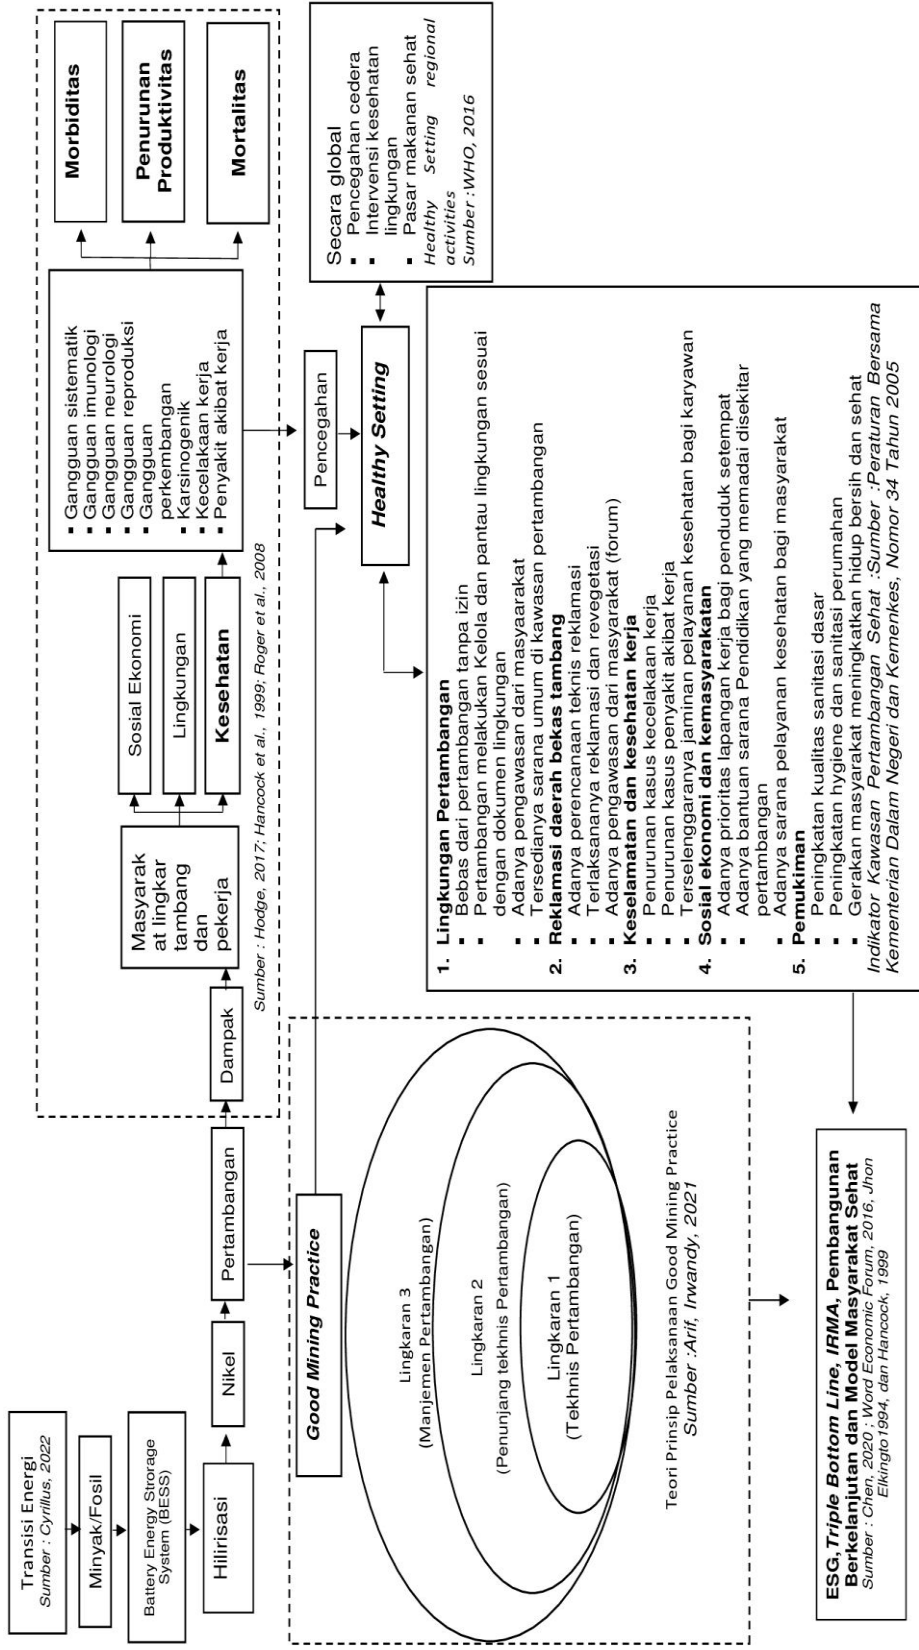 Transisi Energi
Sumber : Cyrillus, 2022
Minyak/Fosil
Battery Energy Strorage
System (BESS)
Hilirisasi
Nikel
Pertambangan
Dampak
Masyarak
at lingkar
tambang
dan
pekerja
Sosial Ekonomi
Lingkungan
Kesehatan
▪ Gangguan sistematik
▪ Gangguan imunologi
▪ Gangguan neurologi
▪ Gangguan reproduksi
▪ Gangguan
perkembangan
▪ Karsinogenik
▪ Kecelakaan kerja
▪ Penyakit akibat kerja
Morbiditas
Penurunan
Produktivitas
Mortalitas
Sumber : Hodge, 2017; Hancock et al., 1999; Roger et al., 2008
Good Mining Practice
Lingkaran 3
(Manjemen Pertambangan)
Lingkaran 2
(Penunjang tekhnis Pertambangan)
Lingkaran 1
(Tekhnis Pertambangan)
Teori Prinsip Pelaksanaan Good Mining Practice
Sumber :Arif, Irwandy, 2021
Pencegahan
Healthy Setting
Secara global
▪ Pencegahan cedera
▪ Intervensi kesehatan
lingkungan
▪ Pasar makanan sehat
Healthy Setting regional
activities
Sumber :WHO, 2016
1. Lingkungan Pertambangan
▪ Bebas dari pertambangan tanpa izin
▪ Pertambangan melakukan Kelola dan pantau lingkungan sesuai
dengan dokumen lingkungan
▪ Adanya pengawasan dari masyarakat
▪ Tersedianya sarana umum di kawasan pertambangan
2. Reklamasi daerah bekas tambang
▪ Adanya perencanaan teknis reklamasi
▪ Terlaksananya reklamasi dan revegetasi
▪ Adanya pengawasan dari masyarakat (forum)
3. Keselamatan dan kesehatan kerja
▪ Penurunan kasus kecelakaan kerja
▪ Penurunan kasus penyakit akibat kerja
▪ Terselenggaranya jaminan pelayanan kesehatan bagi karyawan
4. Sosial ekonomi dan kemasyarakatan
▪ Adanya prioritas lapangan kerja bagi penduduk setempat
▪ Adanya bantuan sarana Pendidikan yang memadai disekitar
pertambangan
▪ Adanya sarana pelayanan kesehatan bagi masyarakat
5. Pemukiman
▪ Peningkatan kualitas sanitasi dasar
▪ Peningkatan hygiene dan sanitasi perumahan
▪ Gerakan masyarakat meningkatkan hidup bersih dan sehat
Indikator Kawasan Pertambangan Sehat :Sumber :Peraturan Bersama
Kementerian Dalam Negeri dan Kemenkes, Nomor 34 Tahun 2005
ESG, Triple Bottom Line, IRMA, Pembangunan
Berkelanjutan dan Model Masyarakat Sehat
Sumber : Chen, 2020 ; Word Economic Forum, 2016, Jhon
Elkingto1994, dan Hancock, 1999